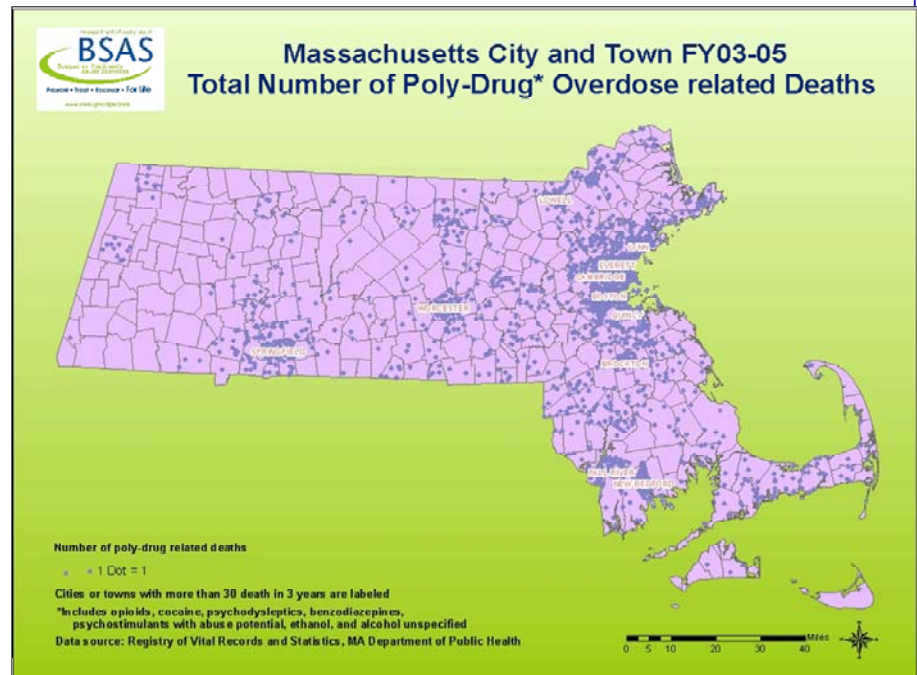 BSAS
Prevent • Treat • Recover • For Life
Massachusetts City and Town FY03-05
Total Number of Poly-Drug* Overdose related Deaths
LOWELL
LYNN
EVERETT
CAMBRIDGE
BOSTON
WORCESTER
QUINCY
SPRINGFIELD
BROCKTON
FALL RIVER
NEW BEDFORD
Number of poly-drug related deaths
1 Dot = 1
Cities or towns with more than 30 death in 3 years are labeled
*Includes opioids, cocaine, psychodysleptics, benzodiazepines,
psychostimulants with abuse potential, ethanol, and alcohol unspecified
Data source: Registry of Vital Records and Statistics, MA Department of Public Health
Miles
0 5 10 20 30 40